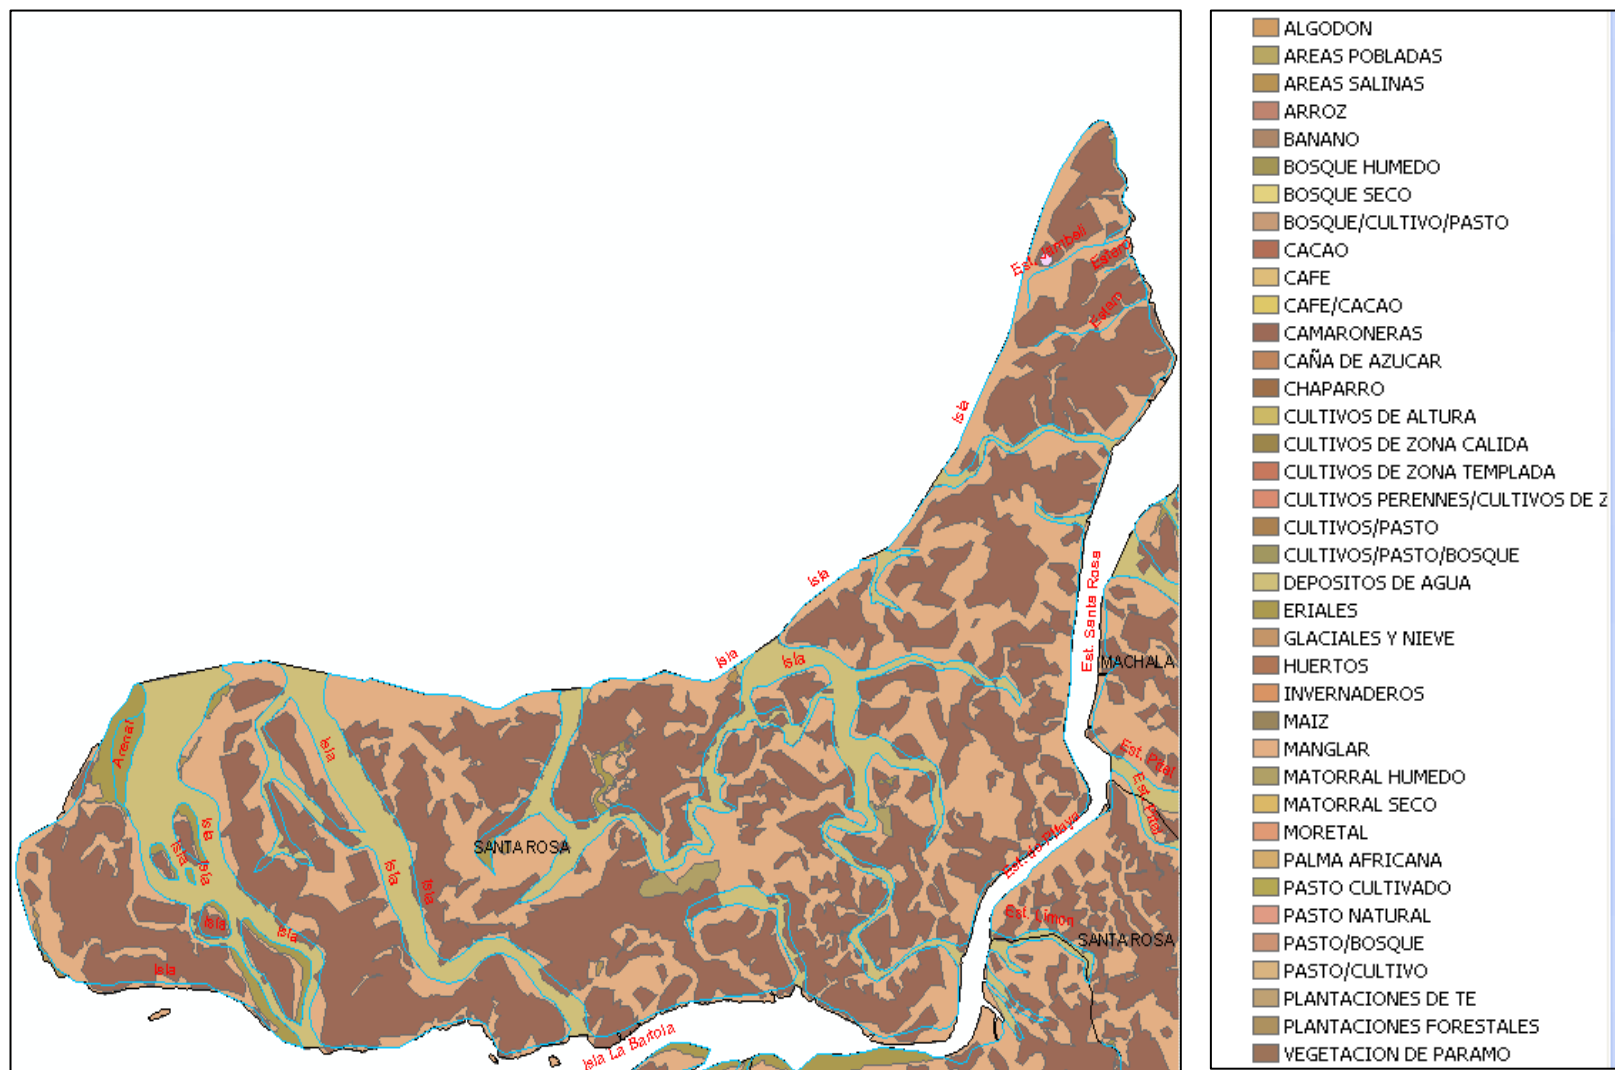 Est. Jambeli
Estero
Estero
Isla
Isla
Est. Santa Rosa
Isla
Isla
MACHALA
Arenal
Isla
Est. Pital
Est. Pital
Isla
Isla
Isla
SANTA ROSA
Est. de Pitaya
Isla
Isla
Isla
Isla
Est. Limon
SANTA ROSA
Isla
Isla La Bartola
ALGODON
AREAS POBLADAS
AREAS SALINAS
ARROZ
BANANO
BOSQUE HUMEDO
BOSQUE SECO
BOSQUE/CULTIVO/PASTO
CACAO
CAFE
CAFE/CACAO
CAMARONERAS
CAÑA DE AZUCAR
CHAPARRO
CULTIVOS DE ALTURA
CULTIVOS DE ZONA CALIDA
CULTIVOS DE ZONA TEMPLADA
CULTIVOS PERENNES/CULTIVOS DE Z
CULTIVOS/PASTO
CULTIVOS/PASTO/BOSQUE
DEPOSITOS DE AGUA
ERIALES
GLACIALES Y NIEVE
HUERTOS
INVERNADEROS
MAIZ
MANGLAR
MATORRAL HUMEDO
MATORRAL SECO
MORETAL
PALMA AFRICANA
PASTO CULTIVADO
PASTO NATURAL
PASTO/BOSQUE
PASTO/CULTIVO
PLANTACIONES DE TE
PLANTACIONES FORESTALES
VEGETACION DE PARAMO